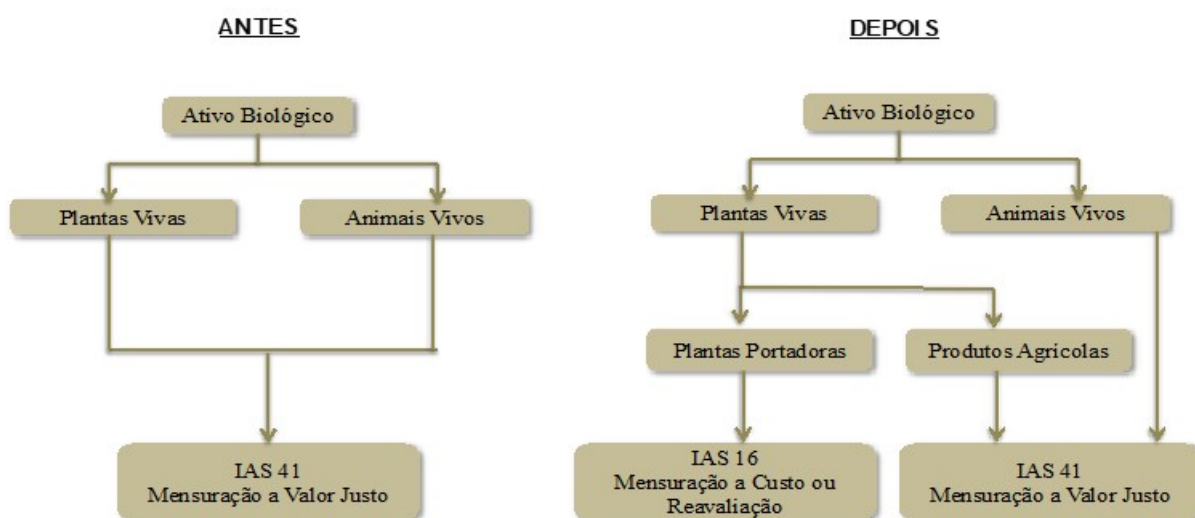 ANTES
Ativo Biológico
Plantas Vivas
Animais Vivos
IAS 41
Mensuração a Valor Justo
DEPOIS
Ativo Biológico
Plantas Vivas
Animais Vivos
Plantas Portadoras
Produtos Agrícolas
IAS 16
Mensuração a Custo ou
Reavaliação
IAS 41
Mensuração a Valor Justo